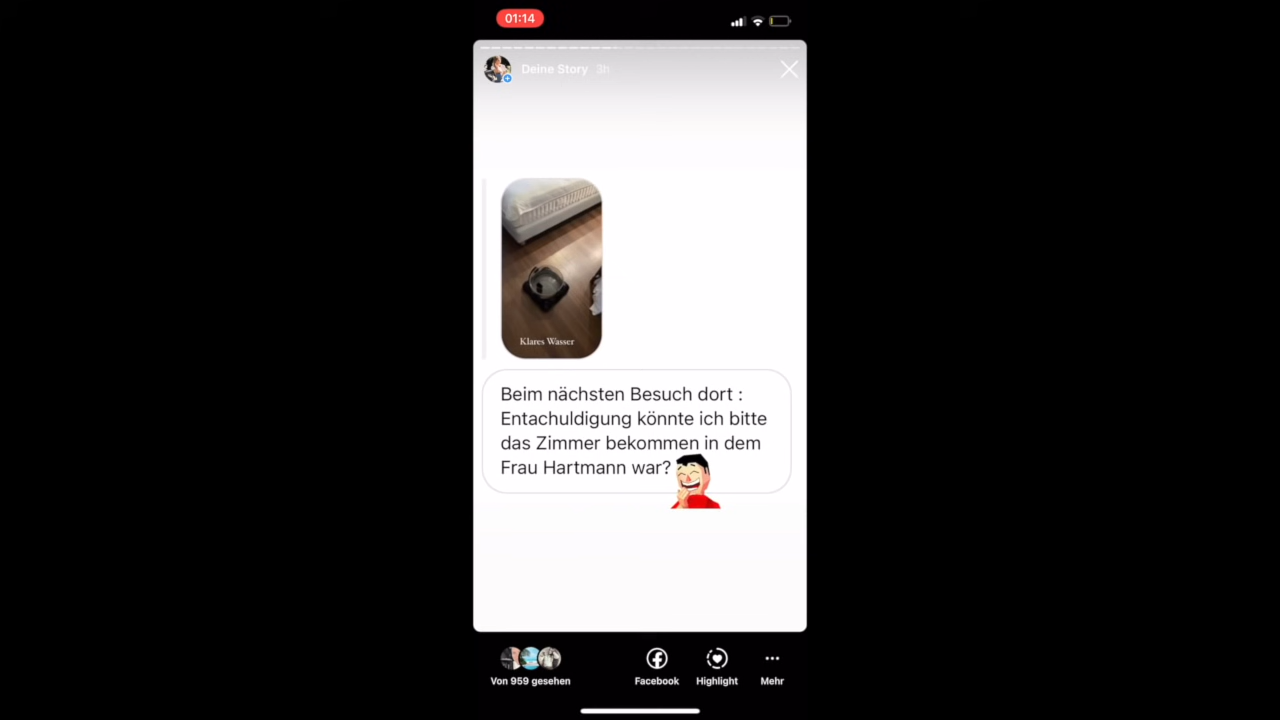 01:14
Deine Story 3h
Klares Wasser
Beim nächsten Besuch dort :
Entachuldigung könnte ich bitte
das Zimmer bekommen in dem
Frau Hartmann war?
Von 959 gesehen
Facebook
Highlight
Mehr